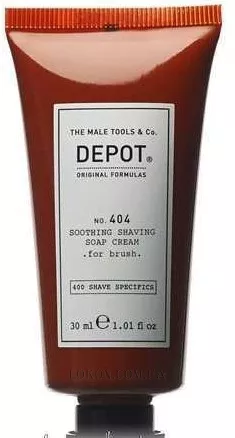 THE MALE TOOLS & Co.
DEPOT®
ORIGINAL FORMULAS
NO. 404
SOOTHING SHAVING
SOAP CREAM
.for brush.
400 SHAVE SPECIFICS
30 ml ℮ 1.01 fl oz